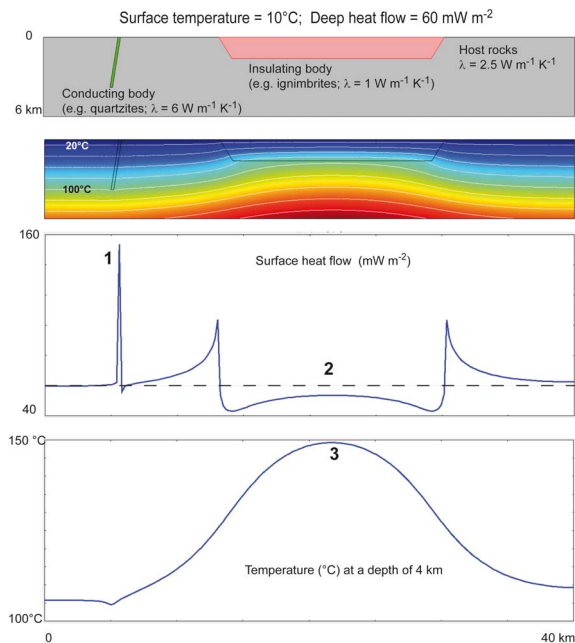 Surface temperature = 10°C; Deep heat flow = 60 mW m⁻²
0
6 km
Conducting body
(e.g. quartzites; λ = 6 W m⁻¹ K⁻¹)
Insulating body
(e.g. ignimbrites; λ = 1 W m⁻¹ K⁻¹)
Host rocks
λ = 2.5 W m⁻¹ K⁻¹
20°C
100°C
160
40
1
Surface heat flow (mW m⁻²)
2
150 °C
100°C
3
Temperature (°C) at a depth of 4 km
0
40 km